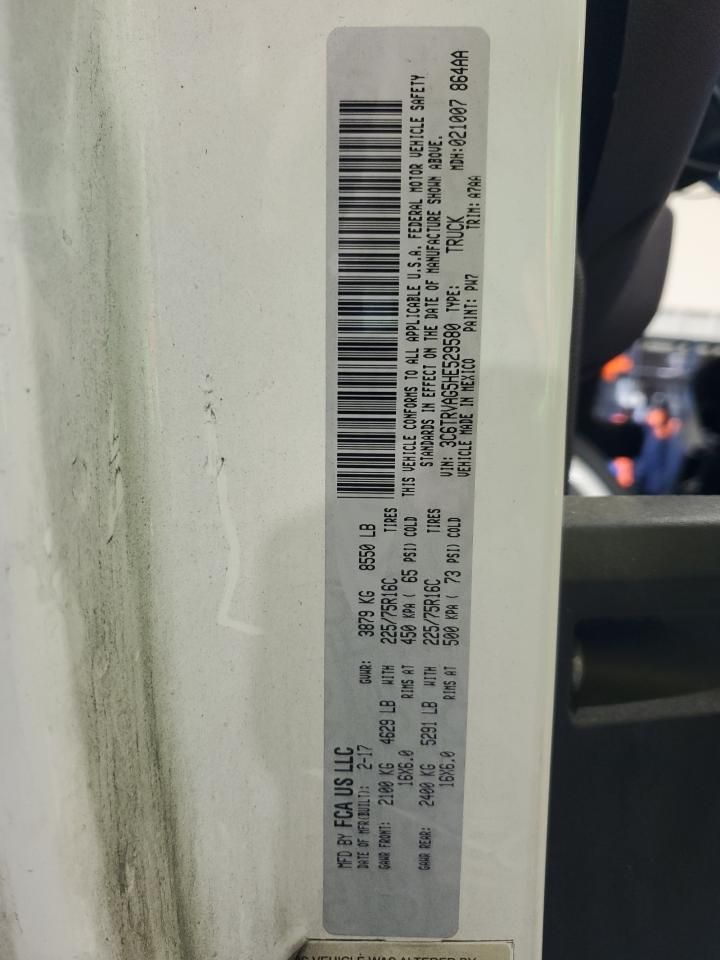 MFD BY FCA US LLC
DATE OF MFR(BUILT): 2-17 GVWR: 3879 KG 8550 LB
GAWR FRONT: 2100 KG 4629 LB WITH 225/75R16C TIRES
16X6.0 RIMS AT 450 KPA ( 65 PSI) COLD
GAWR REAR: 2400 KG 5291 LB WITH 225/75R16C TIRES
16X6.0 RIMS AT 500 KPA ( 73 PSI) COLD
THIS VEHICLE CONFORMS TO ALL APPLICABLE U.S.A. FEDERAL MOTOR VEHICLE SAFETY
STANDARDS IN EFFECT ON THE DATE OF MANUFACTURE SHOWN ABOVE.
VIN: 3C6TRVAG5HE529580 TYPE: TRUCK MDH:021007 864AA
VEHICLE MADE IN MEXICO PAINT: PW7 TRIM: A7AA
VEHICLE WAS ALTERED BY